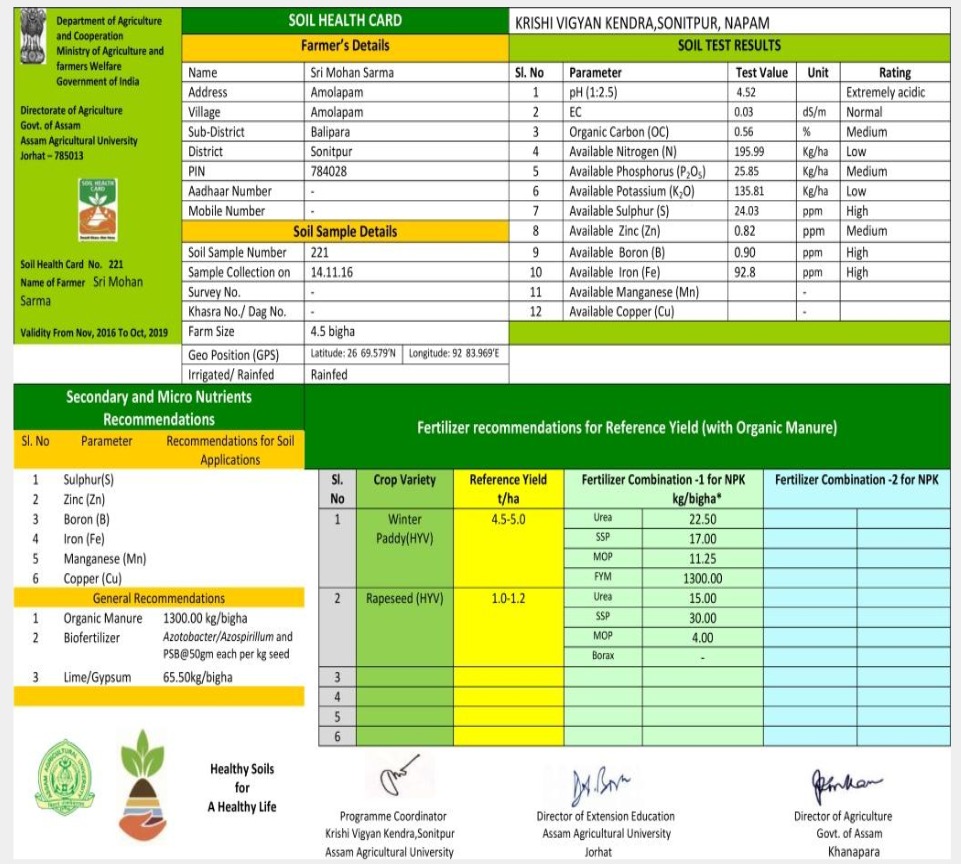 Department of Agriculture
and Cooperation
Ministry of Agriculture and
farmers Welfare
Government of India
Directorate of Agriculture
Govt. of Assam
Assam Agricultural University
Jorhat – 785013
SOIL HEALTH CARD
Soil Health Card No. 221
Name of Farmer Sri Mohan
Sarma
Validity From Nov, 2016 To Oct, 2019
SOIL HEALTH CARD
Farmer's Details
Name Sri Mohan Sarma
Address Amolapam
Village Amolapam
Sub-District Balipara
District Sonitpur
PIN 784028
Aadhaar Number -
Mobile Number -
Soil Sample Details
Soil Sample Number 221
Sample Collection on 14.11.16
Survey No. -
Khasra No./ Dag No. -
Farm Size 4.5 bigha
Geo Position (GPS) Latitude: 26 69.579'N Longitude: 92 83.969'E
Irrigated/ Rainfed Rainfed
KRISHI VIGYAN KENDRA,SONITPUR, NAPAM
SOIL TEST RESULTS
Sl. No Parameter Test Value Unit Rating
1 pH (1:2.5) 4.52 Extremely acidic
2 EC 0.03 dS/m Normal
3 Organic Carbon (OC) 0.56 % Medium
4 Available Nitrogen (N) 195.99 Kg/ha Low
5 Available Phosphorus (P₂O₅) 25.85 Kg/ha Medium
6 Available Potassium (K₂O) 135.81 Kg/ha Low
7 Available Sulphur (S) 24.03 ppm High
8 Available Zinc (Zn) 0.82 ppm Medium
9 Available Boron (B) 0.90 ppm High
10 Available Iron (Fe) 92.8 ppm High
11 Available Manganese (Mn) -
12 Available Copper (Cu) -
Secondary and Micro Nutrients
Recommendations
Sl. No Parameter Recommendations for Soil
Applications
1 Sulphur(S)
2 Zinc (Zn)
3 Boron (B)
4 Iron (Fe)
5 Manganese (Mn)
6 Copper (Cu)
General Recommendations
1 Organic Manure 1300.00 kg/bigha
2 Biofertilizer Azotobacter/Azospirillum and
PSB@50gm each per kg seed
3 Lime/Gypsum 65.50kg/bigha
Fertilizer recommendations for Reference Yield (with Organic Manure)
Sl. Crop Variety Reference Yield Fertilizer Combination -1 for NPK Fertilizer Combination -2 for NPK
No t/ha kg/bigha*
1 Winter 4.5-5.0 Urea 22.50
Paddy(HYV) SSP 17.00
MOP 11.25
FYM 1300.00
2 Rapeseed (HYV) 1.0-1.2 Urea 15.00
SSP 30.00
MOP 4.00
Borax -
3
4
5
6
Healthy Soils
for
A Healthy Life
Programme Coordinator
Krishi Vigyan Kendra,Sonitpur
Assam Agricultural University
Director of Extension Education
Assam Agricultural University
Jorhat
Director of Agriculture
Govt. of Assam
Khanapara